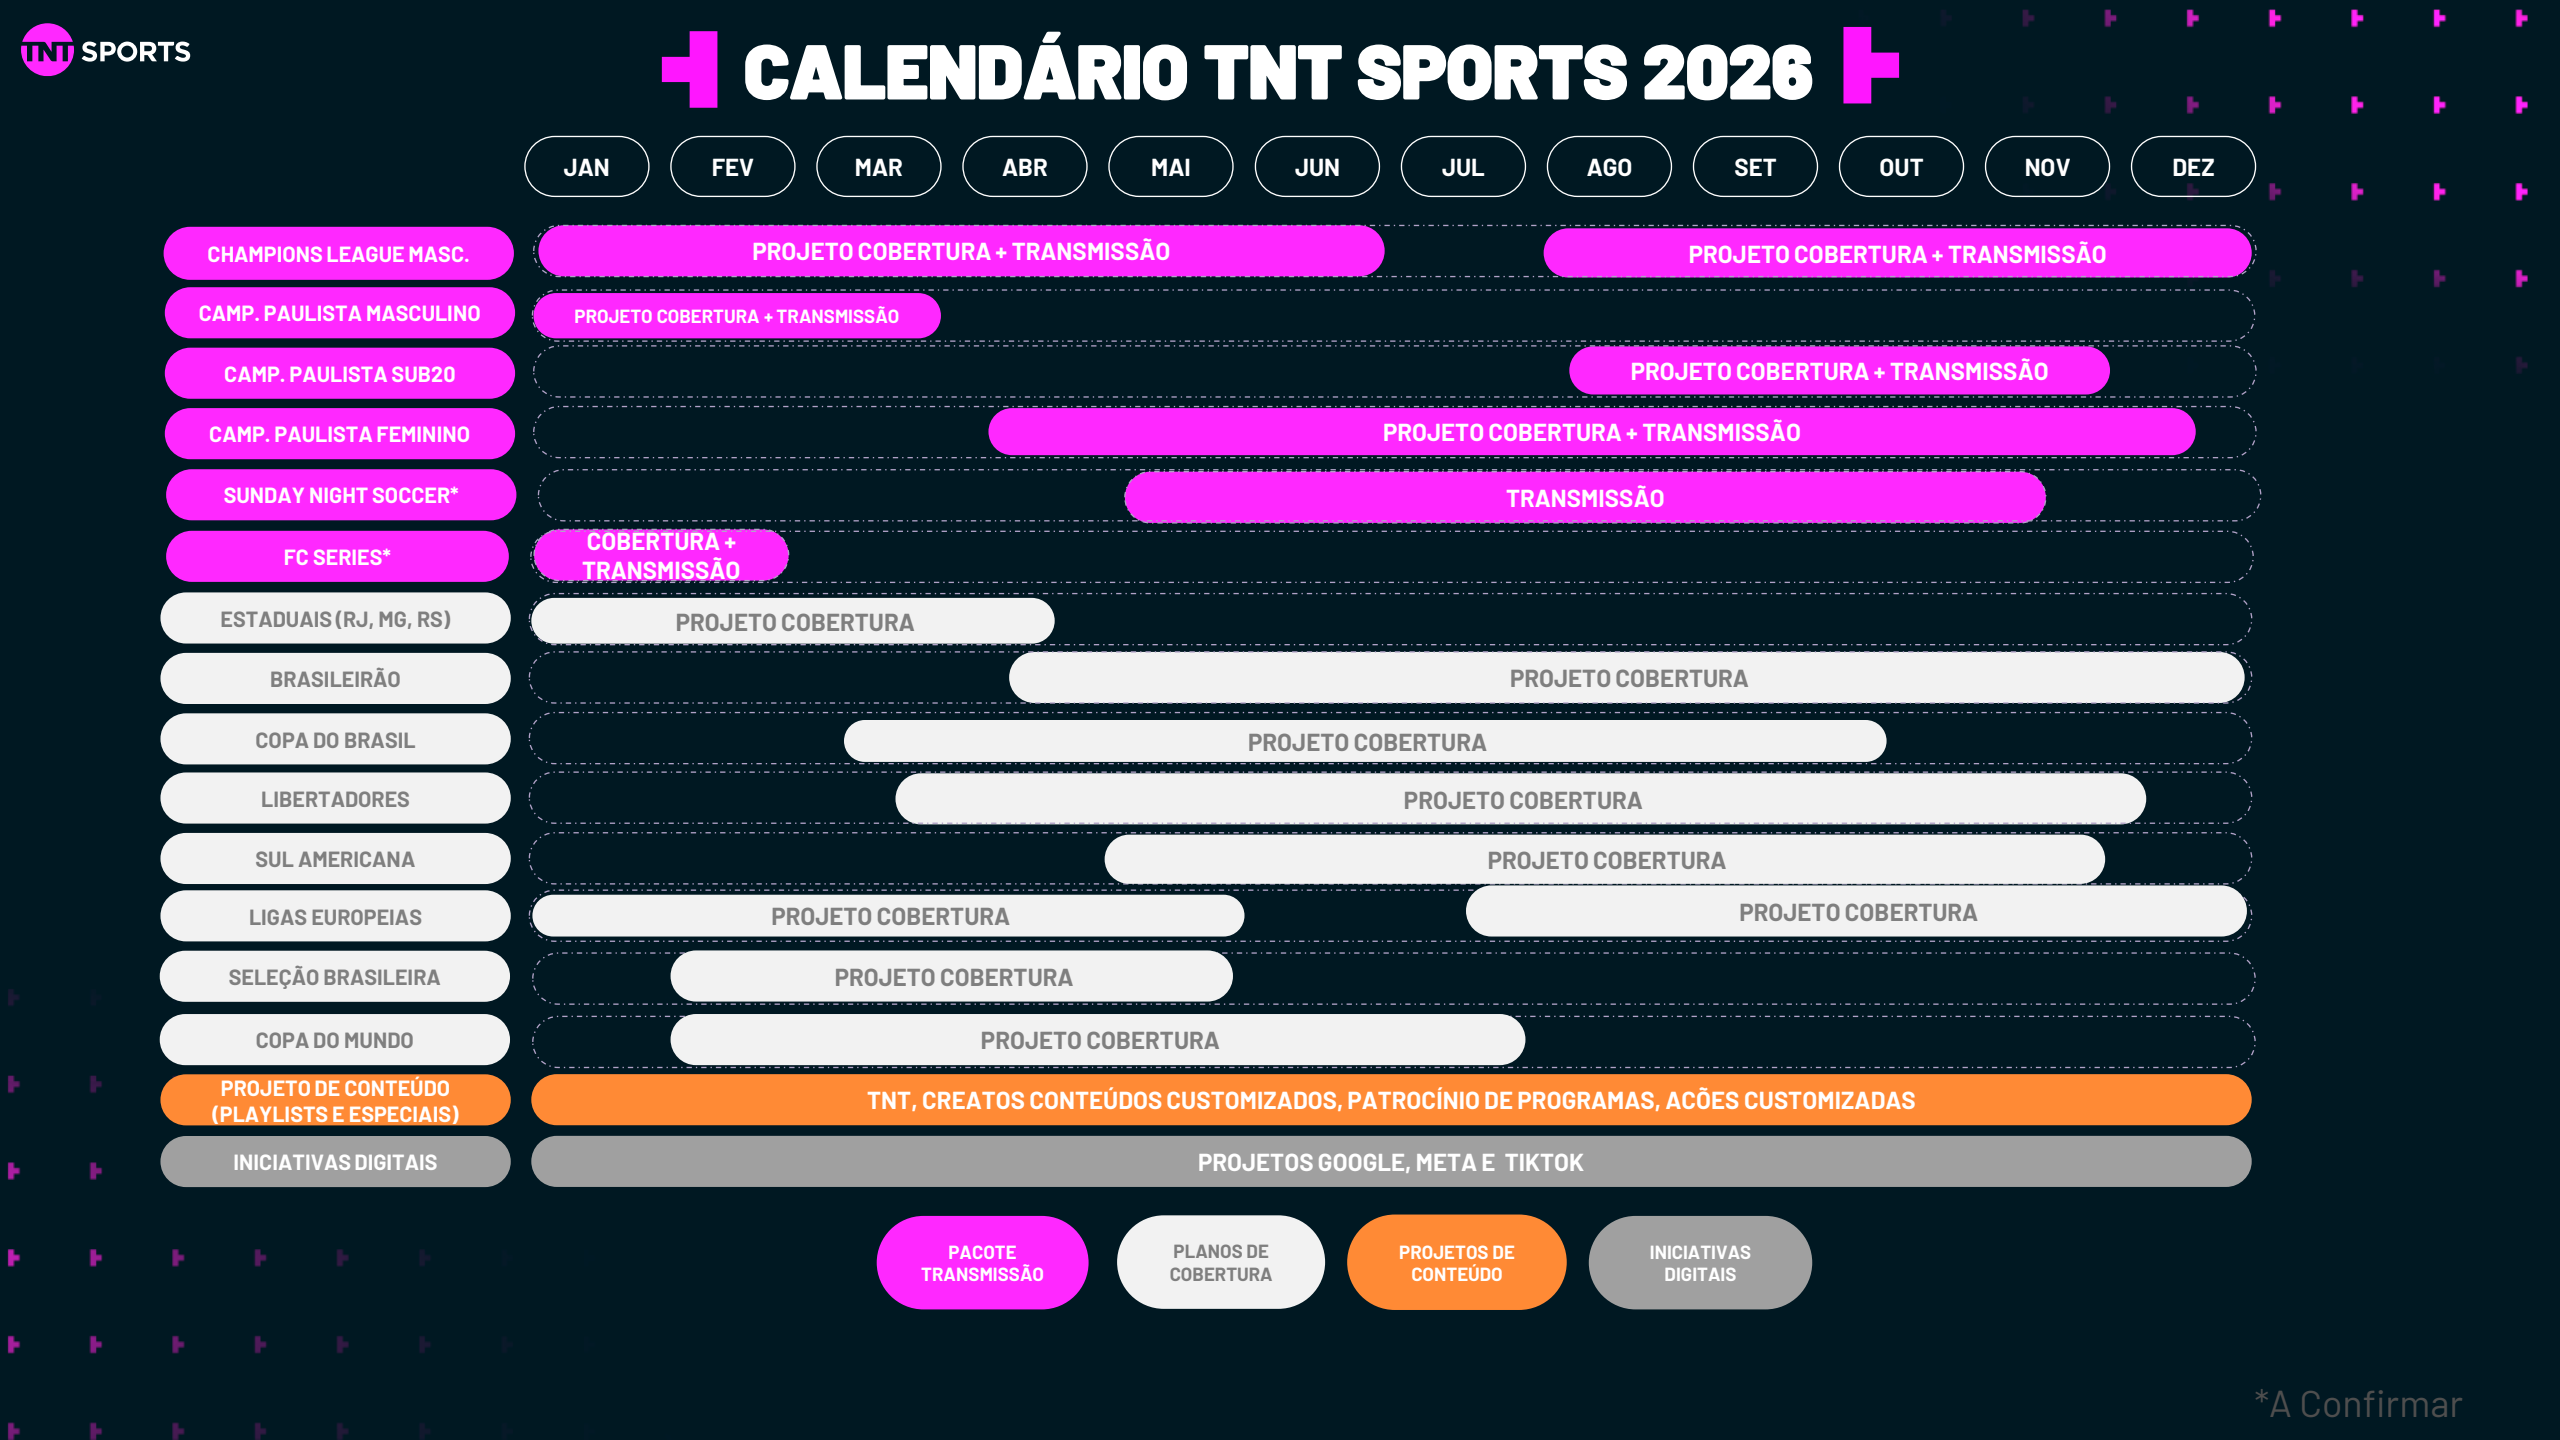 TNT SPORTS
CALENDÁRIO TNT SPORTS 2026
JAN FEV MAR ABR MAI JUN JUL AGO SET OUT NOV DEZ
CHAMPIONS LEAGUE MASC. PROJETO COBERTURA + TRANSMISSÃO PROJETO COBERTURA + TRANSMISSÃO
CAMP. PAULISTA MASCULINO PROJETO COBERTURA + TRANSMISSÃO
CAMP. PAULISTA SUB20 PROJETO COBERTURA + TRANSMISSÃO
CAMP. PAULISTA FEMININO PROJETO COBERTURA + TRANSMISSÃO
SUNDAY NIGHT SOCCER* TRANSMISSÃO
FC SERIES*
COBERTURA +
TRANSMISSÃO
ESTADUAIS (RJ, MG, RS) PROJETO COBERTURA
BRASILEIRÃO PROJETO COBERTURA
COPA DO BRASIL PROJETO COBERTURA
LIBERTADORES PROJETO COBERTURA
SUL AMERICANA PROJETO COBERTURA
LIGAS EUROPEIAS PROJETO COBERTURA PROJETO COBERTURA
SELEÇÃO BRASILEIRA PROJETO COBERTURA
COPA DO MUNDO PROJETO COBERTURA
PROJETO DE CONTEÚDO
(PLAYLISTS E ESPECIAIS)
TNT, CREATOS CONTEÚDOS CUSTOMIZADOS, PATROCÍNIO DE PROGRAMAS, ACÕES CUSTOMIZADAS
INICIATIVAS DIGITAIS PROJETOS GOOGLE, META E TIKTOK
PACOTE
TRANSMISSÃO
PLANOS DE
COBERTURA
PROJETOS DE
CONTEÚDO
INICIATIVAS
DIGITAIS
*A Confirmar